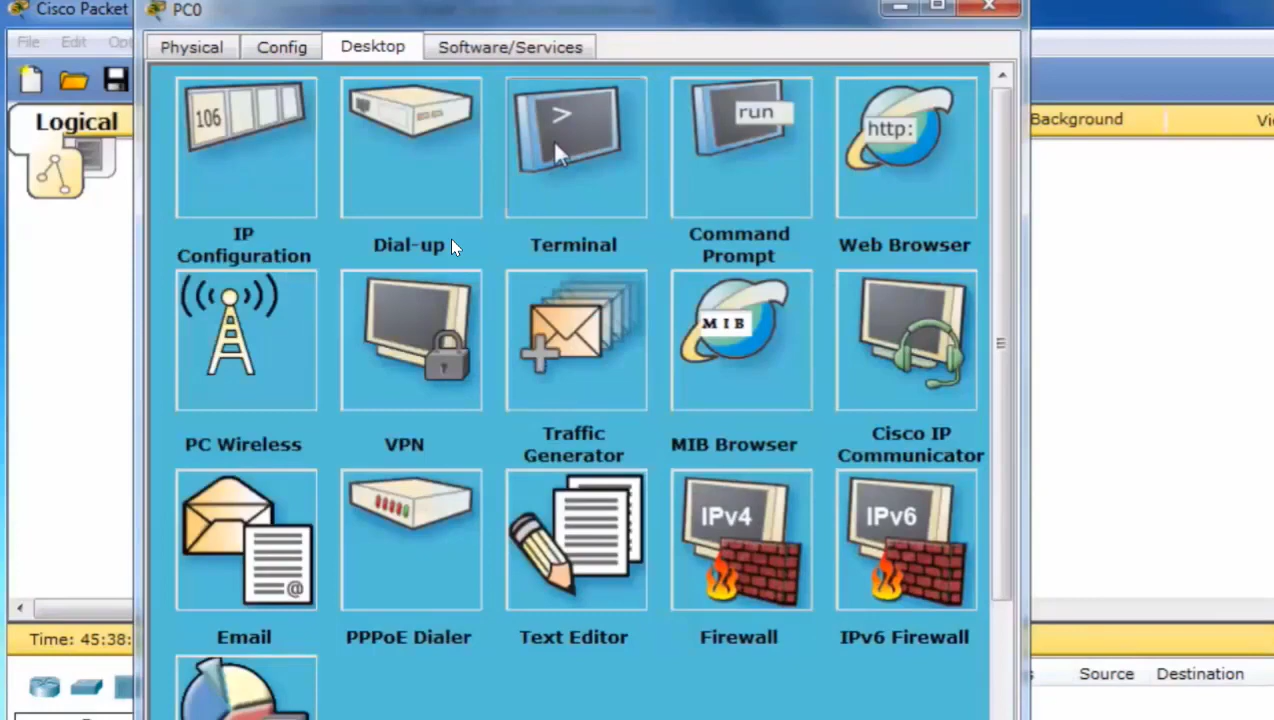 Cisco Packet
PC0
File Edit Opt
Physical Config Desktop Software/Services
Logical
Background
106
>
run
http:
IP
Configuration
Dial-up
Terminal
Command
Prompt
Web Browser
MIB
PC Wireless
VPN
Traffic
Generator
MIB Browser
Cisco IP
Communicator
@
IPv4
IPv6
Email
PPPoE Dialer
Text Editor
Firewall
IPv6 Firewall
Time: 45:38:
Source Destination